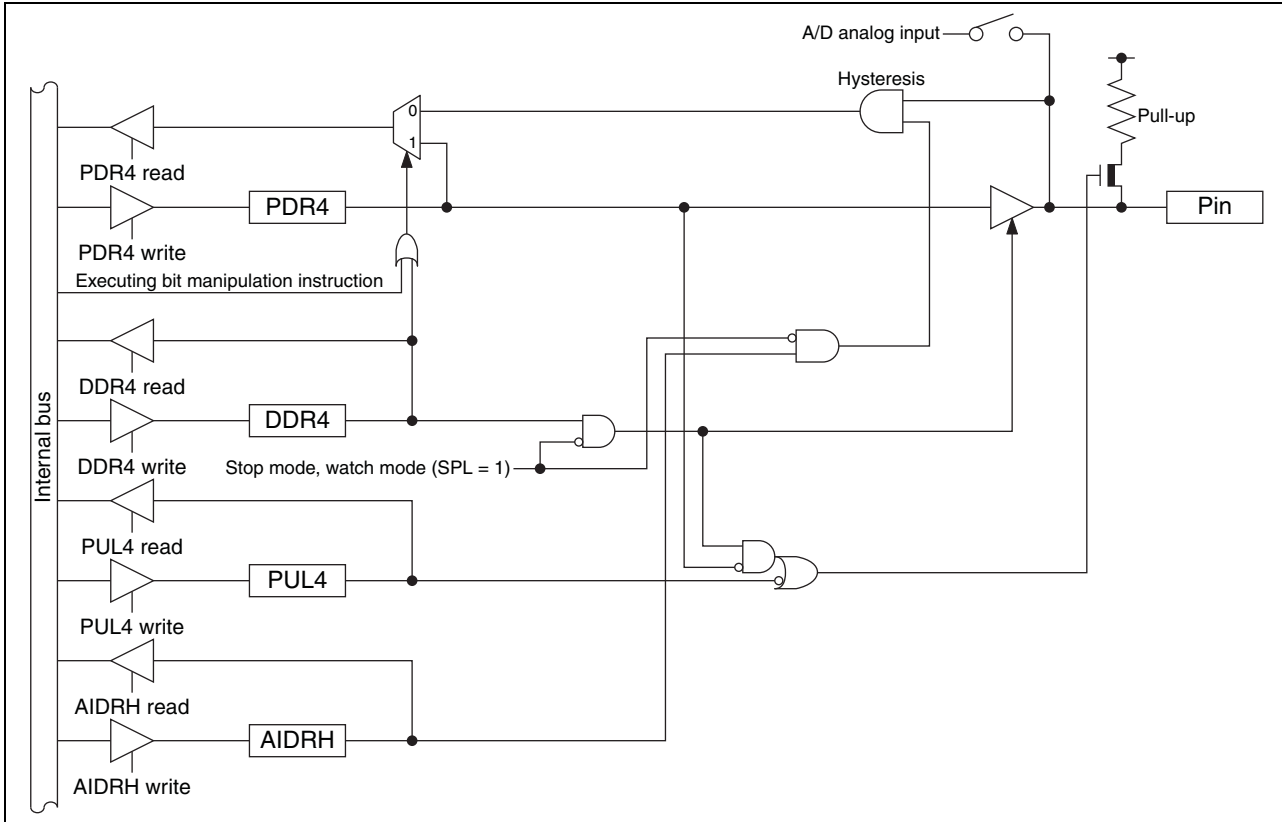 A/D analog input
Hysteresis
0
Pull-up
1
PDR4 read
PDR4
Pin
PDR4 write
Executing bit manipulation instruction
DDR4 read
Internal bus
DDR4
DDR4 write
Stop mode, watch mode (SPL = 1)
PUL4 read
PUL4
PUL4 write
AIDRH read
AIDRH
AIDRH write